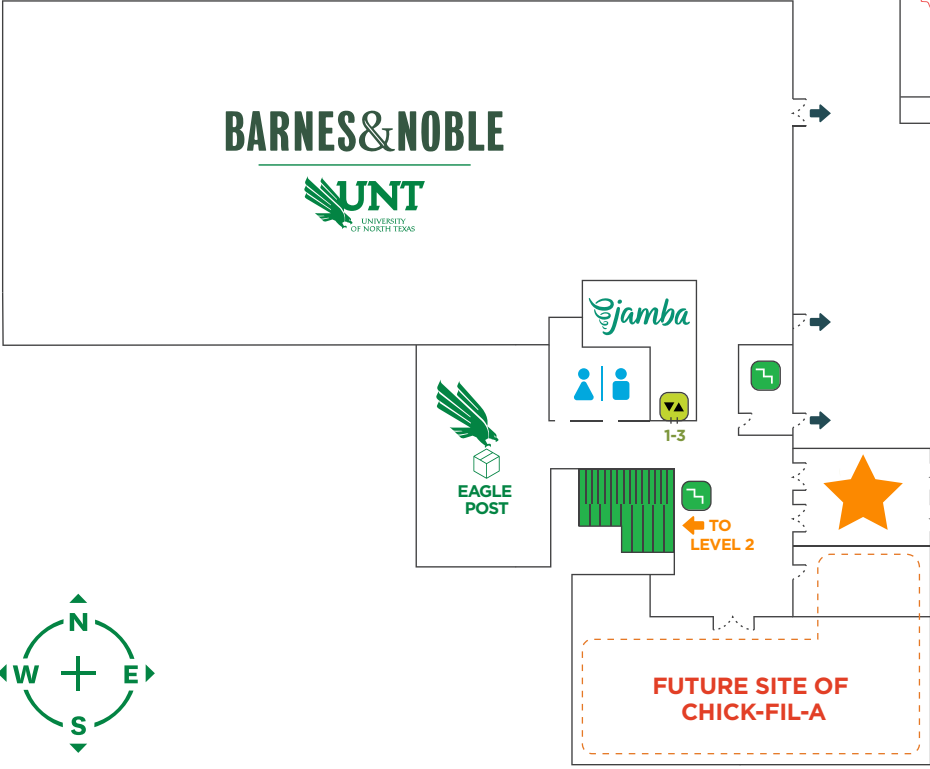 BARNES&NOBLE
UNT
UNIVERSITY
OF NORTH TEXAS
jamba
1-3
EAGLE
POST
TO
LEVEL 2
N
W E
S
FUTURE SITE OF
CHICK-FIL-A